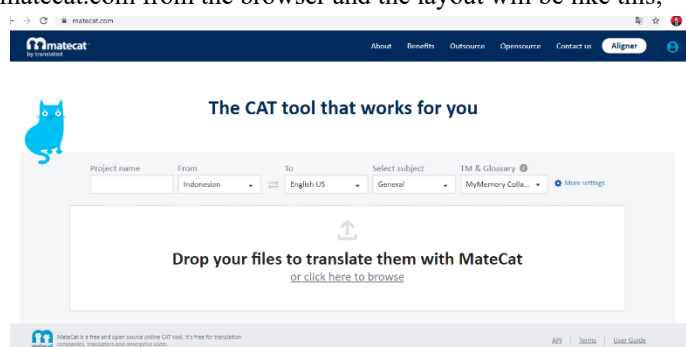 matecat.com from the browser and the layout will be like this,
matecat.com
matecat
by translated
About Benefits Outsource Opensource Contact us Aligner
The CAT tool that works for you
Project name From To Select subject TM & Glossary
Indonesian English US General MyMemory Colla... More settings
Drop your files to translate them with MateCat
or click here to browse
MateCat is a free and open source online CAT tool. It's free for translation
companies, translators and enterprise users.
matecat
API Terms User Guide